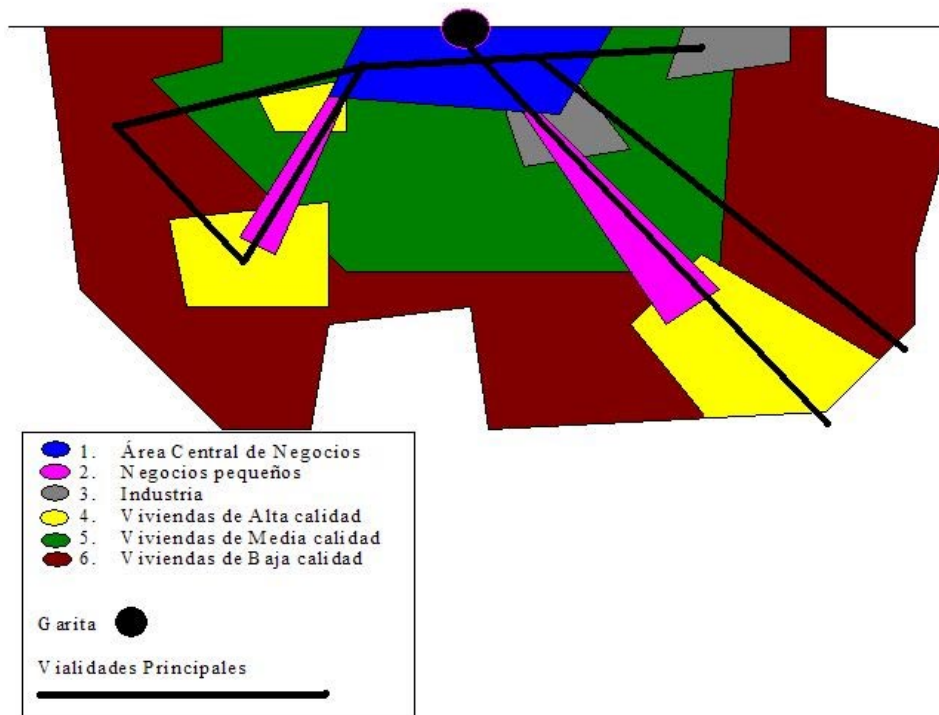 1. Área Central de Negocios
2. Negocios pequeños
3. Industria
4. Viviendas de Alta calidad
5. Viviendas de Media calidad
6. Viviendas de Baja calidad
Garita
Vialidades Principales